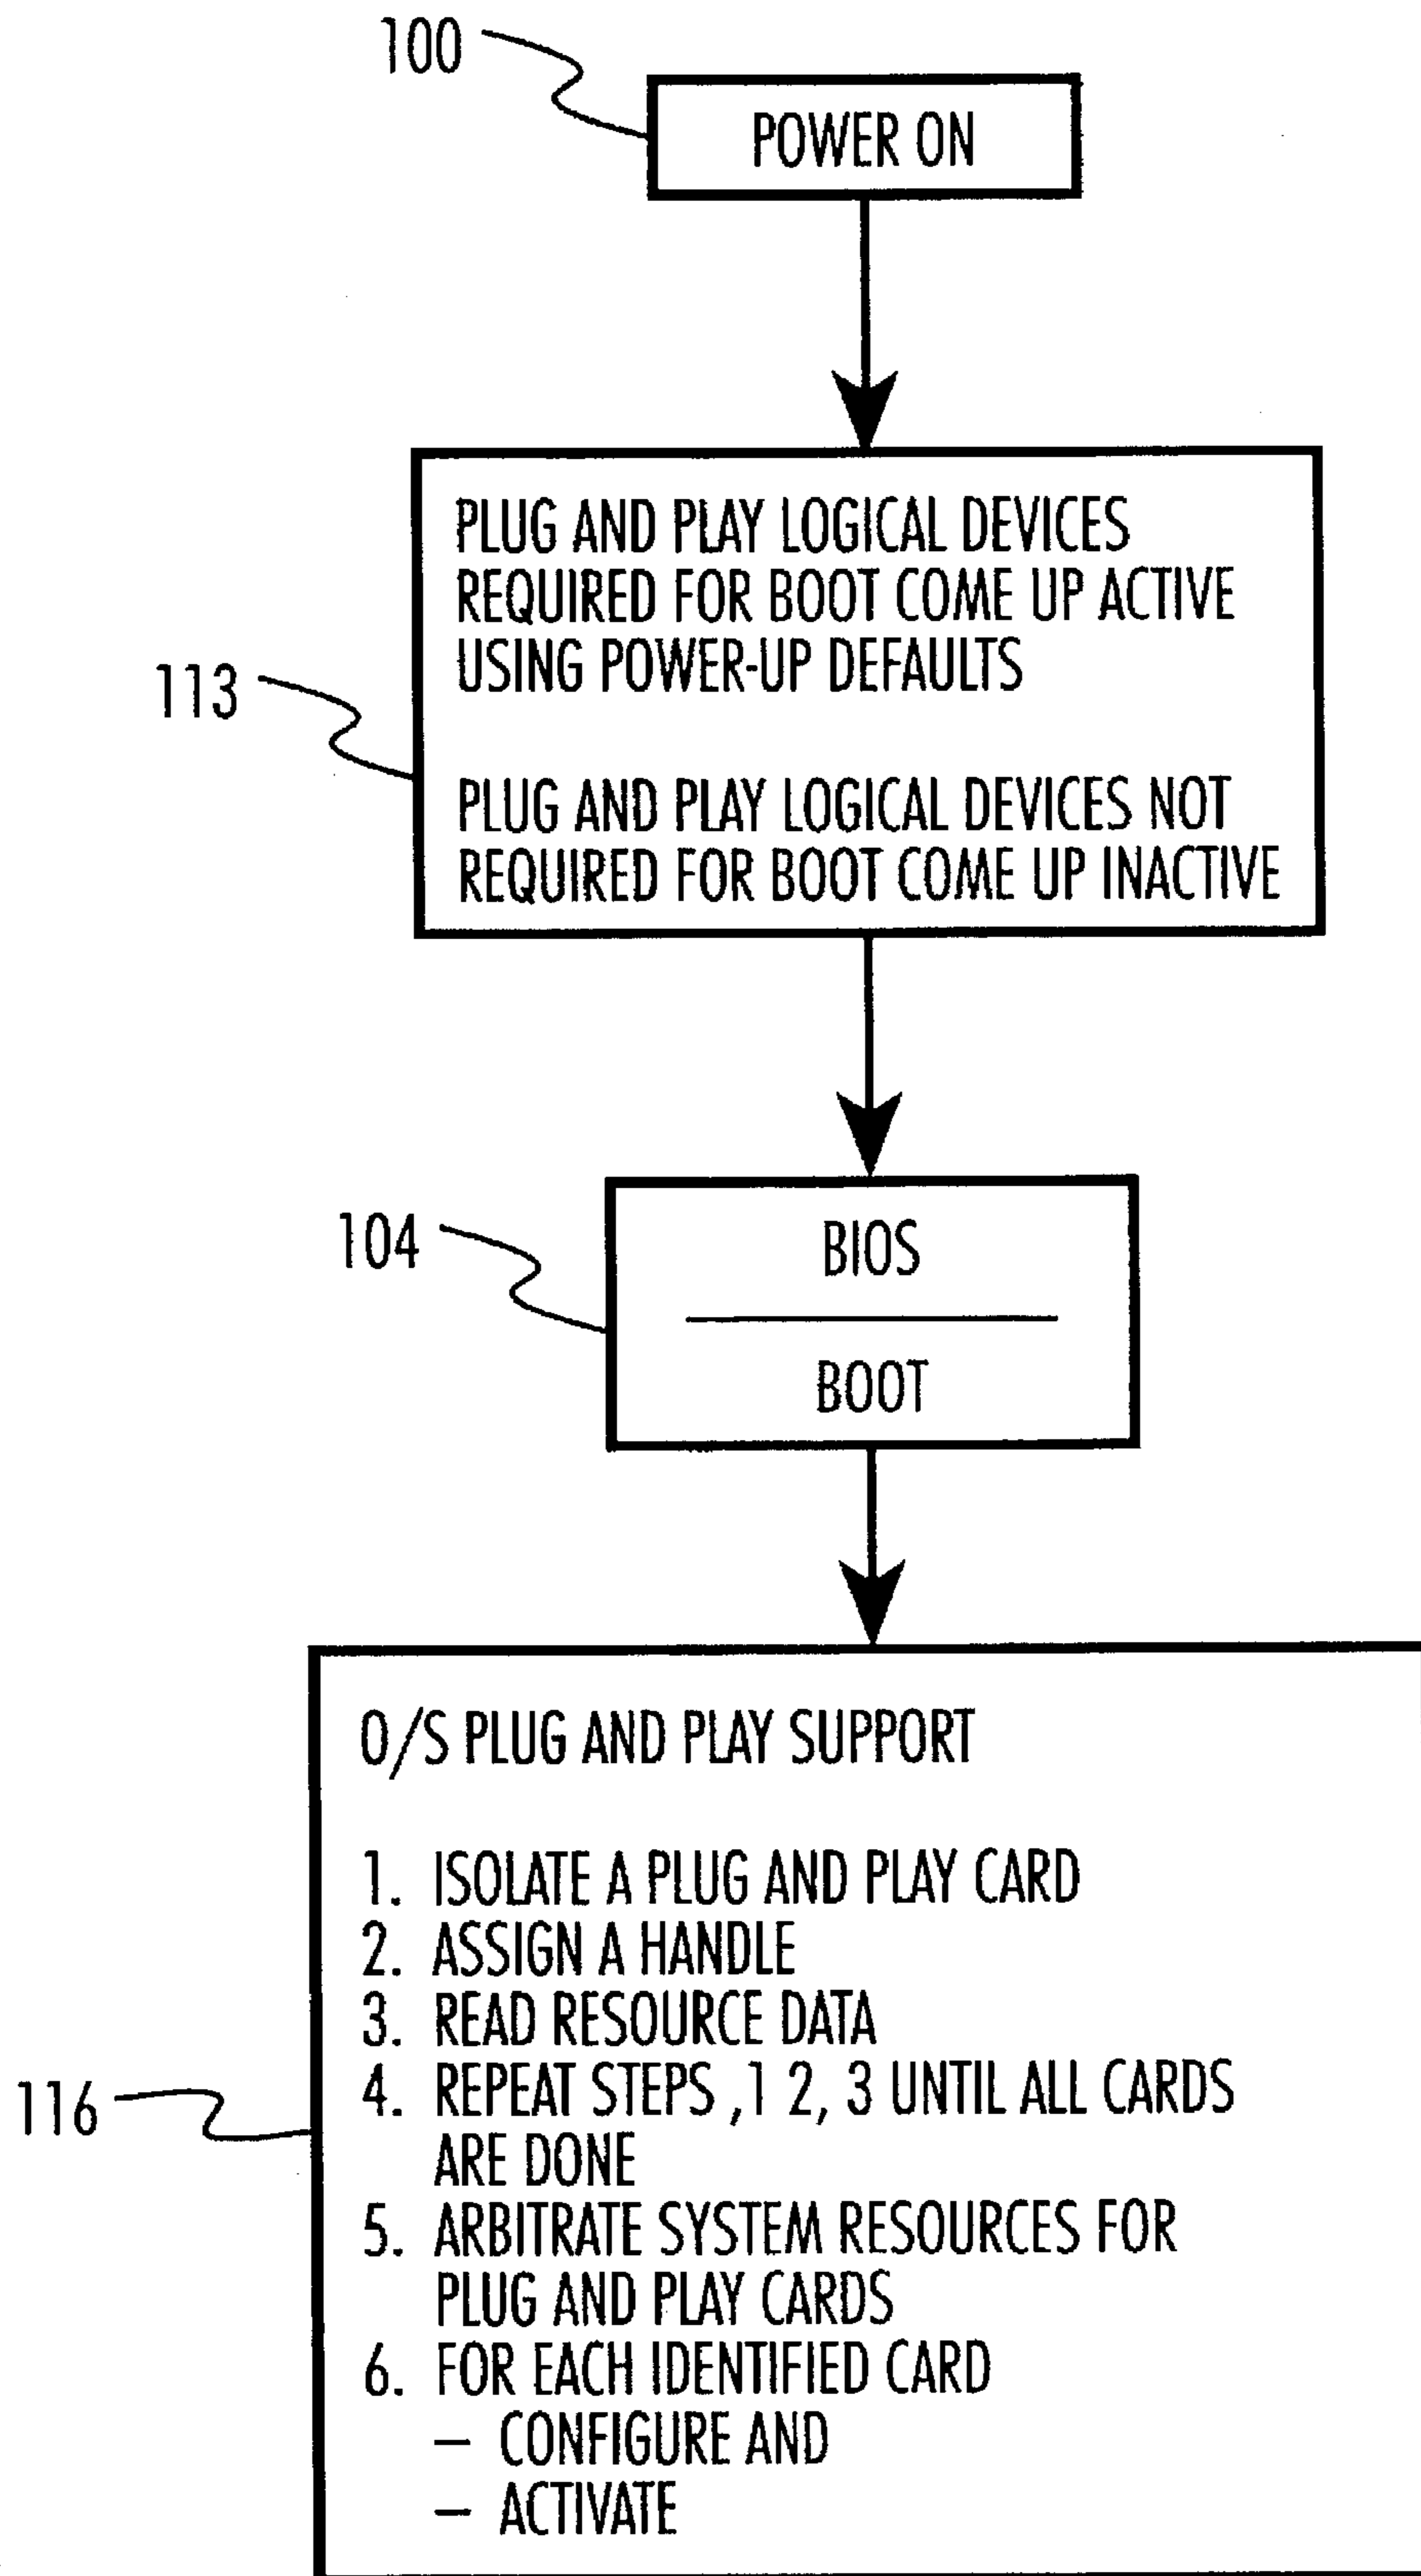 100
POWER ON
PLUG AND PLAY LOGICAL DEVICES
REQUIRED FOR BOOT COME UP ACTIVE
USING POWER-UP DEFAULTS
113
PLUG AND PLAY LOGICAL DEVICES NOT
REQUIRED FOR BOOT COME UP INACTIVE
104
BIOS
BOOT
O/S PLUG AND PLAY SUPPORT
1. ISOLATE A PLUG AND PLAY CARD
2. ASSIGN A HANDLE
3. READ RESOURCE DATA
4. REPEAT STEPS ,1 2, 3 UNTIL ALL CARDS
ARE DONE
116
5. ARBITRATE SYSTEM RESOURCES FOR
PLUG AND PLAY CARDS
6. FOR EACH IDENTIFIED CARD
– CONFIGURE AND
– ACTIVATE